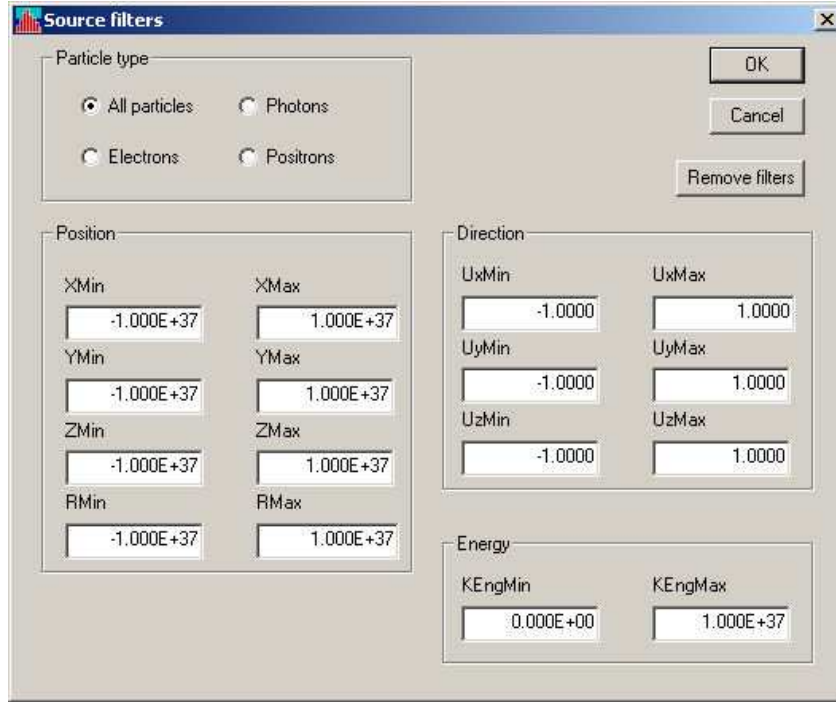 Source filters
Particle type
All particles
Photons
Electrons
Positrons
OK
Cancel
Remove filters
Position
XMin
XMax
-1.000E+37
1.000E+37
YMin
YMax
-1.000E+37
1.000E+37
ZMin
ZMax
-1.000E+37
1.000E+37
RMin
RMax
-1.000E+37
1.000E+37
Direction
UxMin
UxMax
-1.0000
1.0000
UyMin
UyMax
-1.0000
1.0000
UzMin
UzMax
-1.0000
1.0000
Energy
KEngMin
KEngMax
0.000E+00
1.000E+37